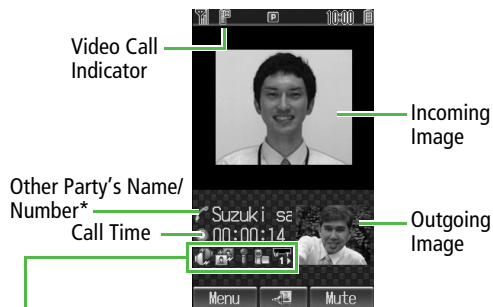 10:00
Video Call
Indicator
Incoming
Image
Other Party's Name/
Number*
Suzuki sa
Call Time
00:00:14
Outgoing
Image
Menu
Mute